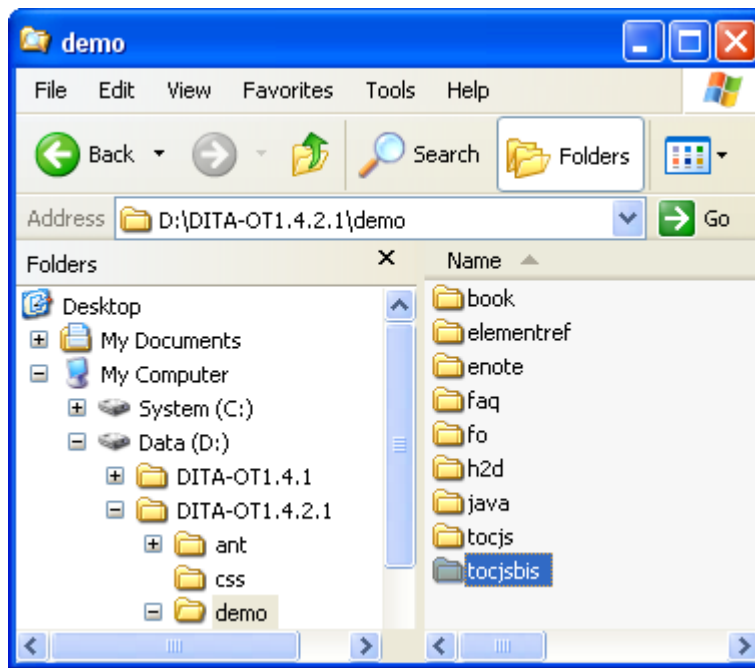 demo
File Edit View Favorites Tools Help
Back Search Folders
Address D:\DITA-OT1.4.2.1\demo Go
Folders
Desktop
My Documents
My Computer
System (C:)
Data (D:)
DITA-OT1.4.1
DITA-OT1.4.2.1
ant
css
demo
Name
book
elementref
enote
faq
fo
h2d
java
tocjs
tocjsbis